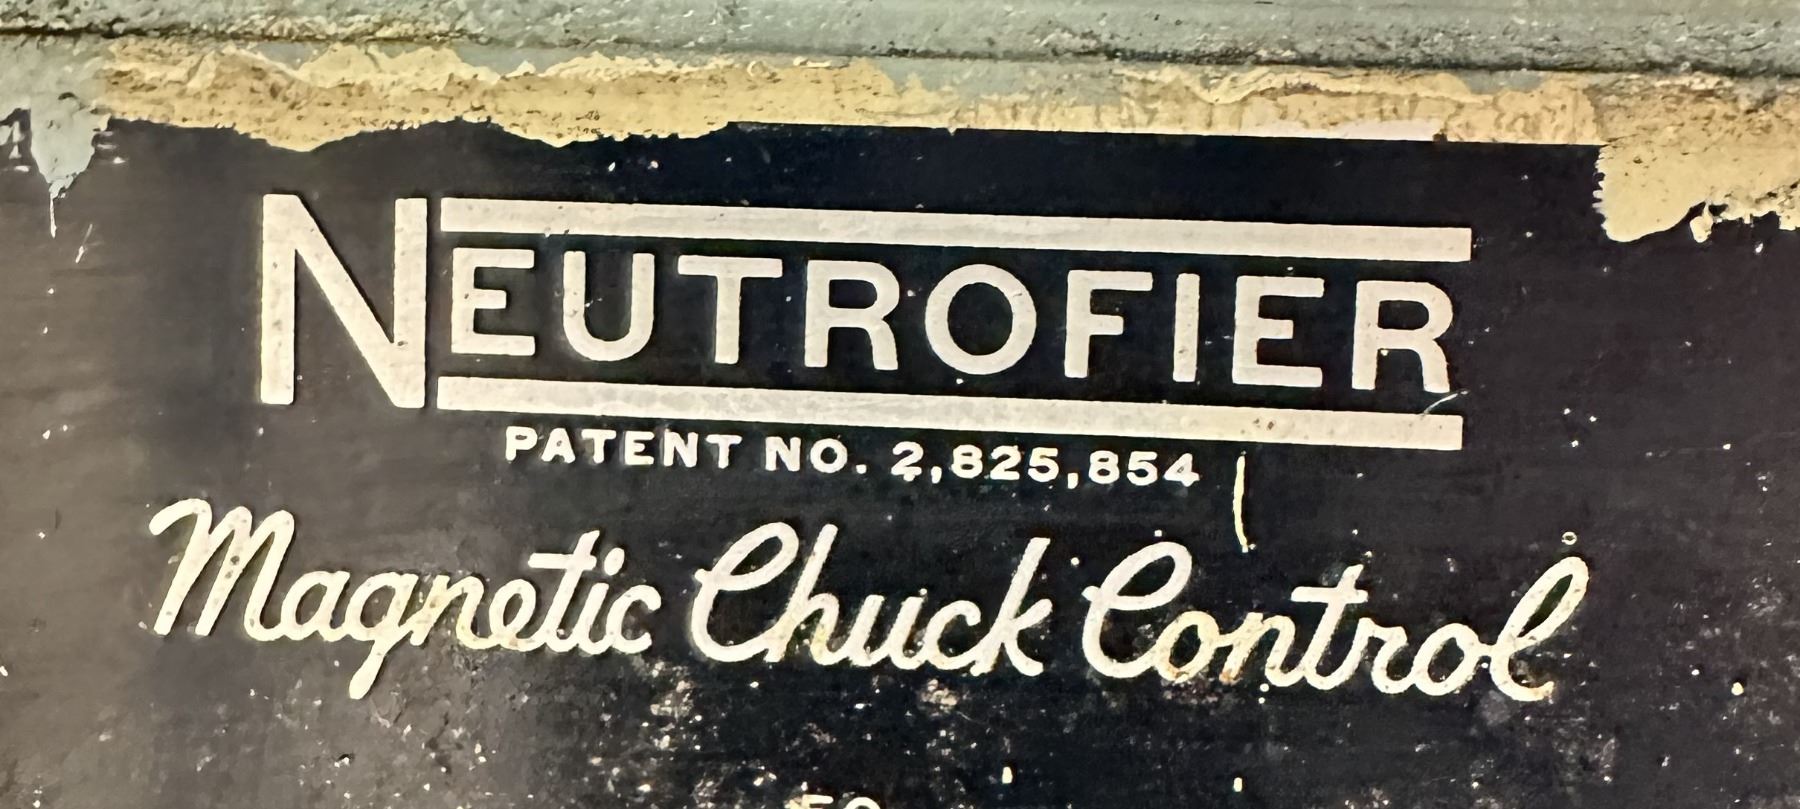 NEUTROFIER
PATENT NO. 2,825,854
Magnetic Chuck Control